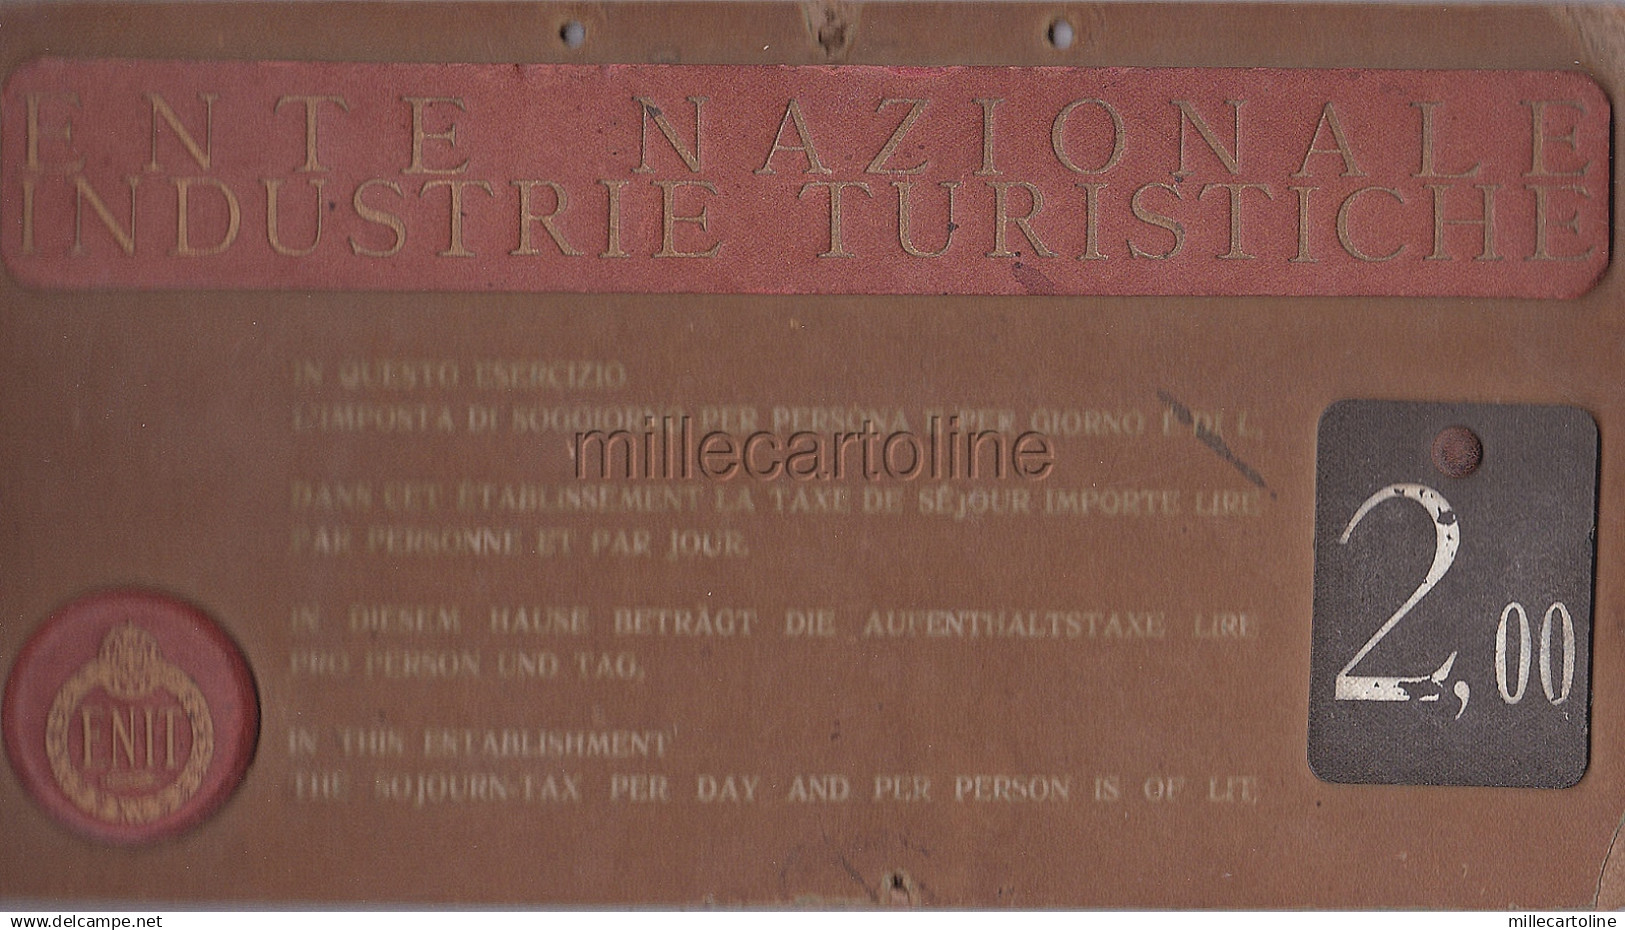 ENTE NAZIONALE
INDUSTRIE TURISTICHE
IN QUESTO ESERCIZIO
L'IMPOSTA DI SOGGIORNO PER PERSONA E PER GIORNO È DI L.
millecartoline
DANS CET ÉTABLISSEMENT LA TAXE DE SÉJOUR IMPORTE LIRE
PAR PERSONNE ET PAR JOUR.
2,00
IN DIESEM HAUSE BETRÄGT DIE AUFENTHALTSTAXE LIRE
PRO PERSON UND TAG.
ENIT
IN THIS ESTABLISHMENT
THE SOJOURN-TAX PER DAY AND PER PERSON IS OF LIT.
www.delcampe.net
millecartoline